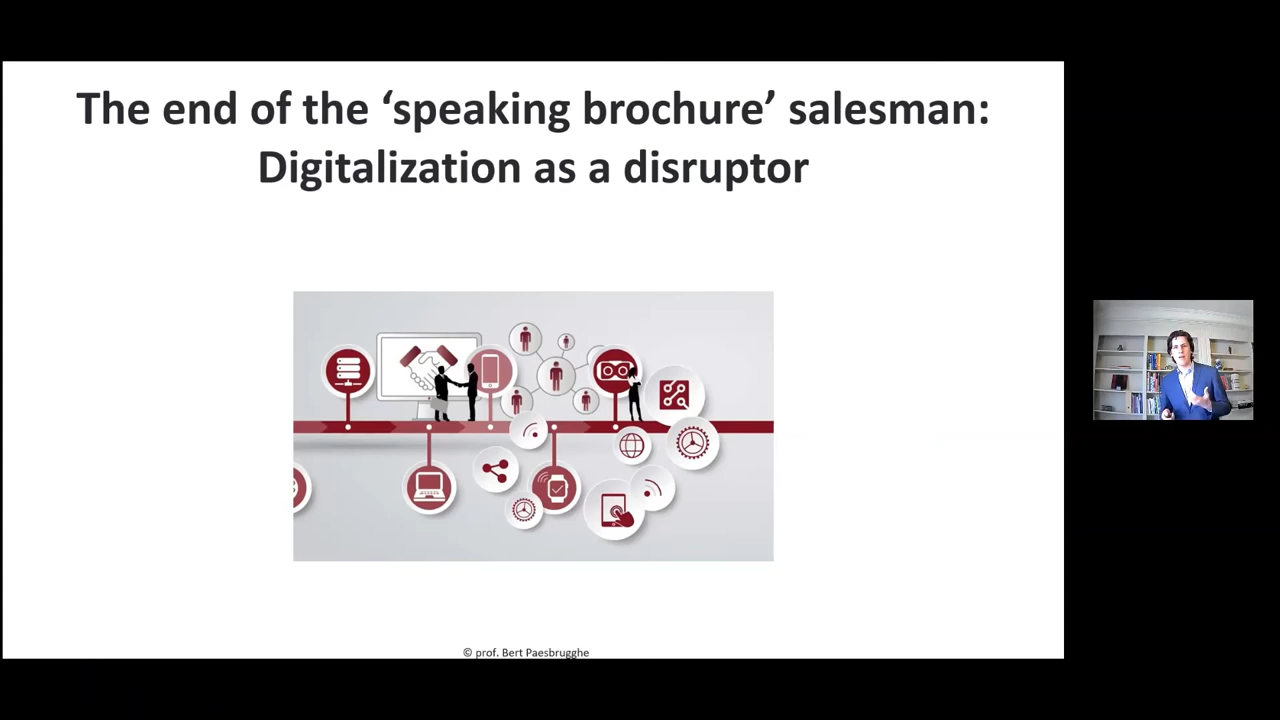 The end of the ‘speaking brochure’ salesman:
Digitalization as a disruptor
© prof. Bert Paesbrugghe